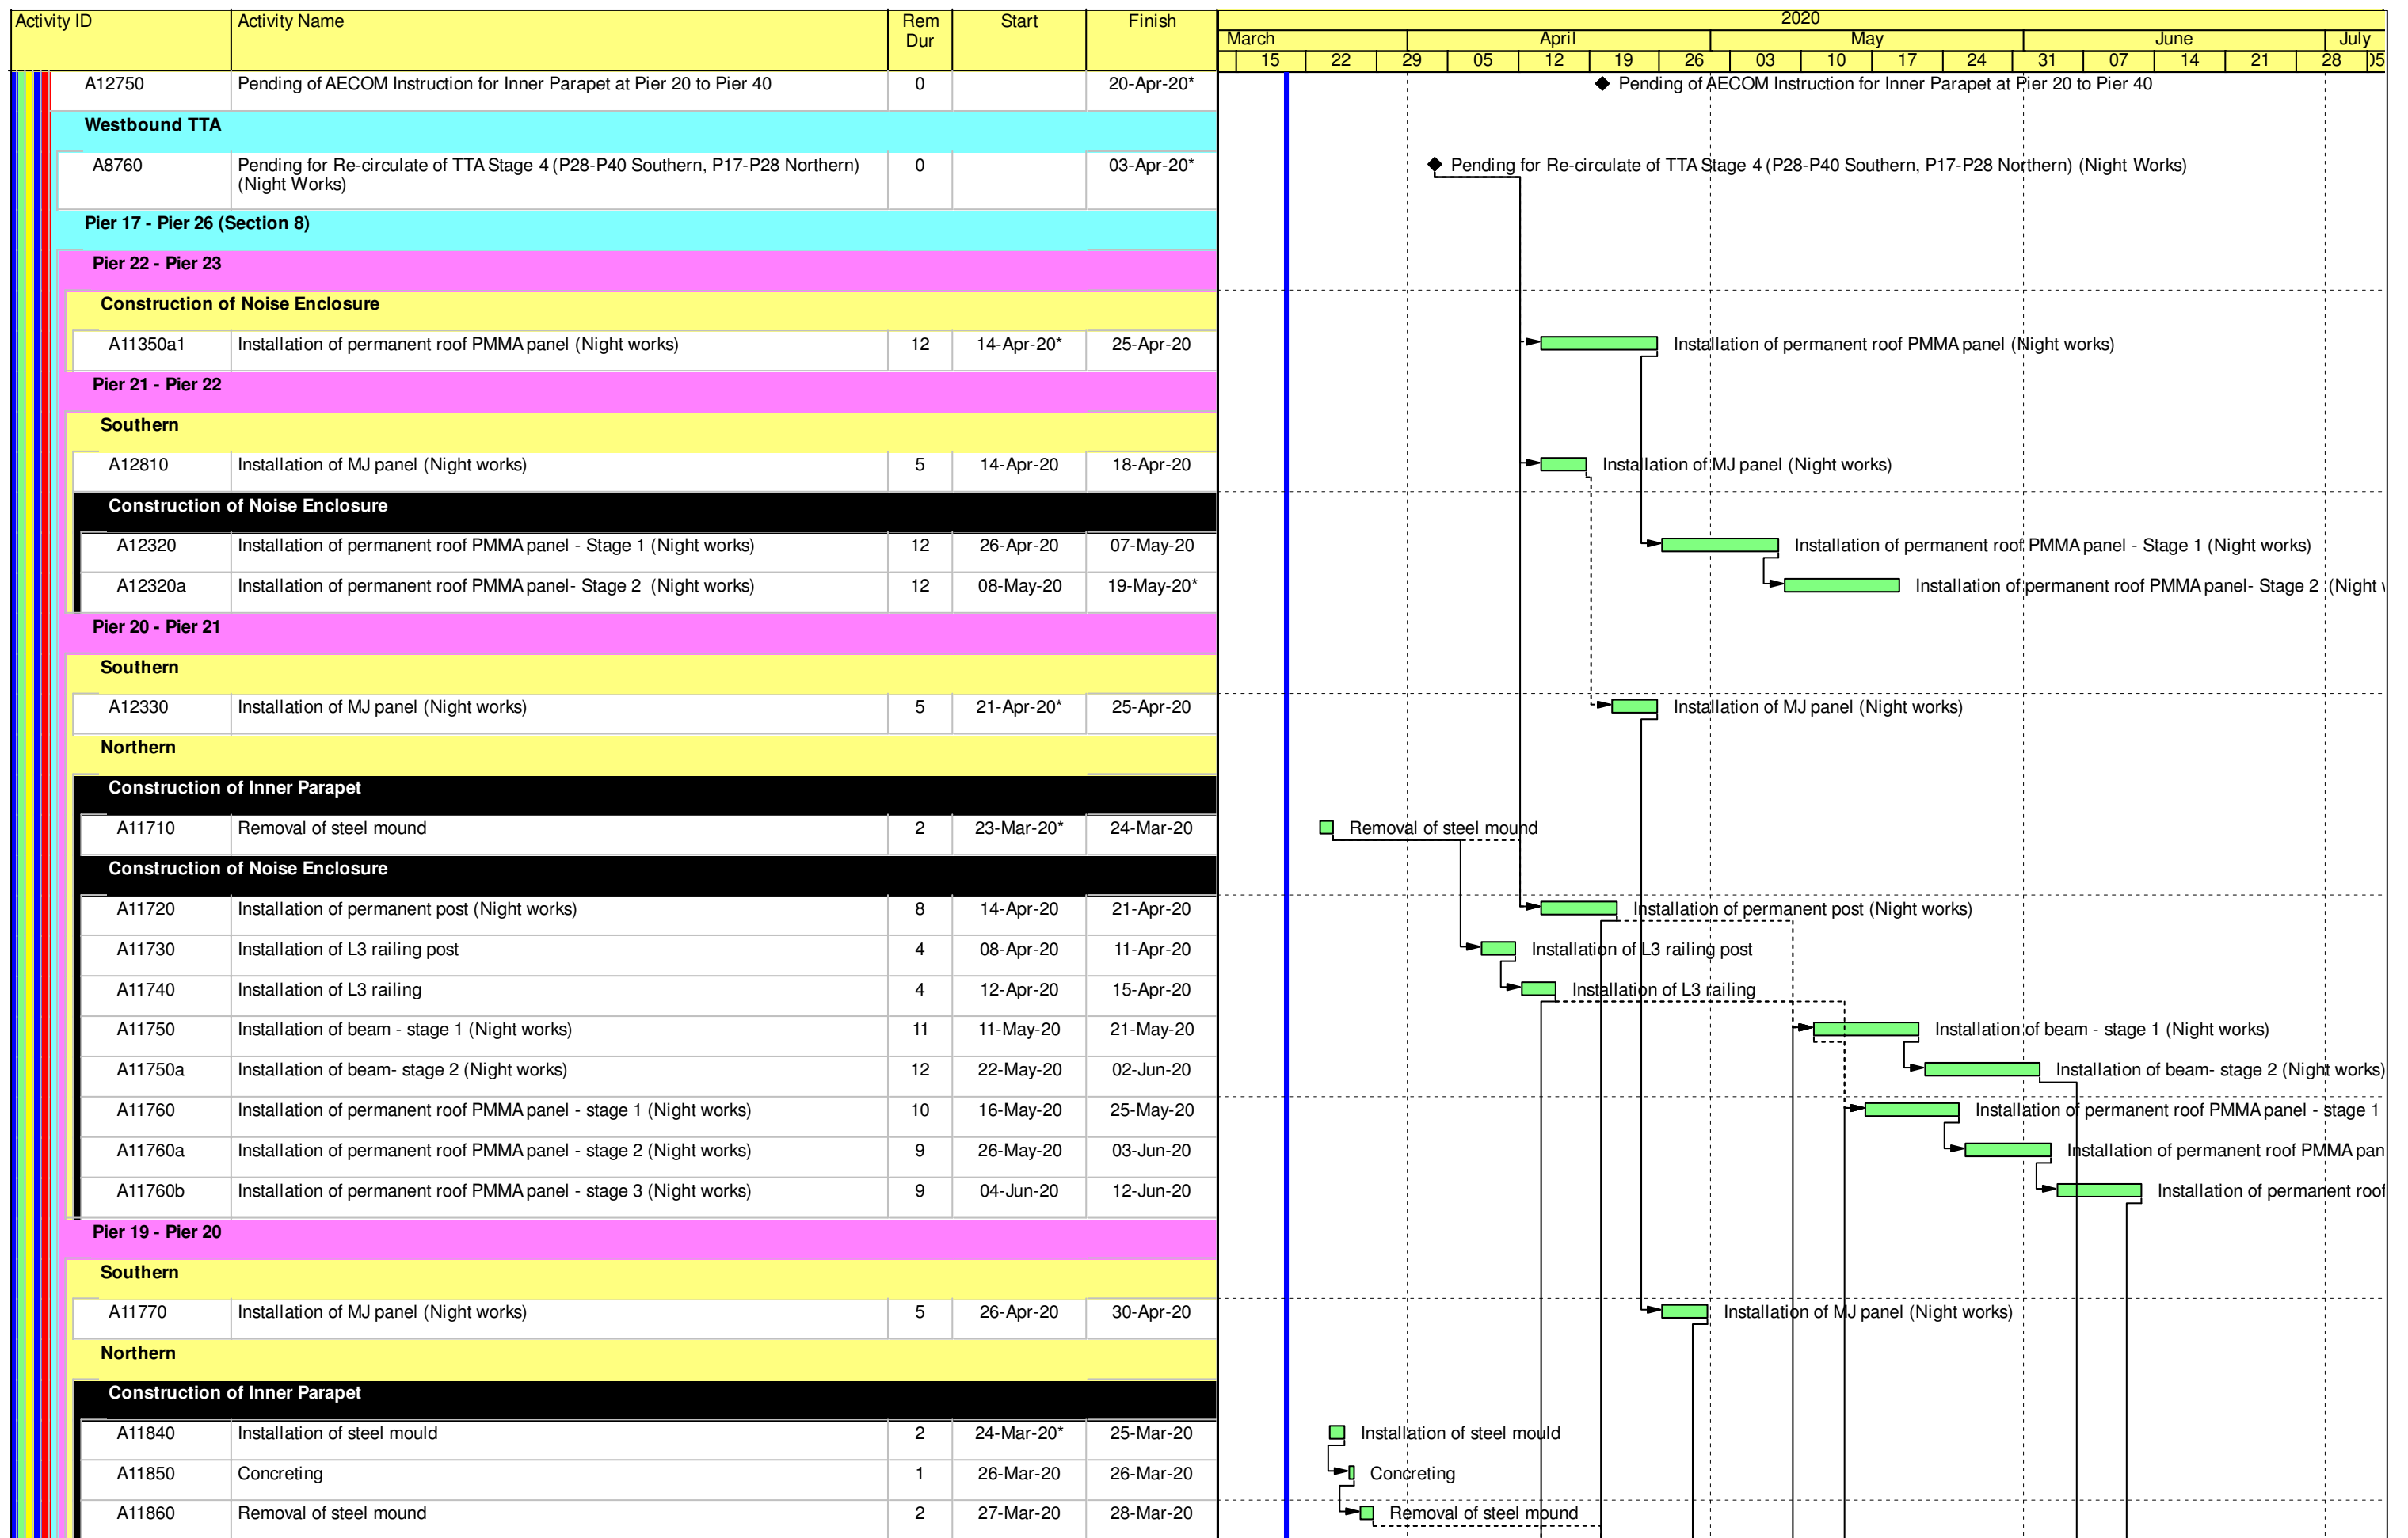 Activity ID Activity Name Rem Dur Start Finish 2020
March April May June July
15 22 29 05 12 19 26 03 10 17 24 31 07 14 21 28
A12750 Pending of AECOM Instruction for Inner Parapet at Pier 20 to Pier 40 0 20-Apr-20* Pending of AECOM Instruction for Inner Parapet at Pier 20 to Pier 40
Westbound TTA
A8760 Pending for Re-circulate of TTA Stage 4 (P28-P40 Southern, P17-P28 Northern) (Night Works) 0 03-Apr-20* Pending for Re-circulate of TTA Stage 4 (P28-P40 Southern, P17-P28 Northern) (Night Works)
Pier 17 - Pier 26 (Section 8)
Pier 22 - Pier 23
Construction of Noise Enclosure
A11350a1 Installation of permanent roof PMMA panel (Night works) 12 14-Apr-20* 25-Apr-20 Installation of permanent roof PMMA panel (Night works)
Pier 21 - Pier 22
Southern
A12810 Installation of MJ panel (Night works) 5 14-Apr-20 18-Apr-20 Installation of MJ panel (Night works)
Construction of Noise Enclosure
A12320 Installation of permanent roof PMMA panel - Stage 1 (Night works) 12 26-Apr-20 07-May-20 Installation of permanent roof PMMA panel - Stage 1 (Night works)
A12320a Installation of permanent roof PMMA panel- Stage 2 (Night works) 12 08-May-20 19-May-20* Installation of permanent roof PMMA panel- Stage 2 (Night
Pier 20 - Pier 21
Southern
A12330 Installation of MJ panel (Night works) 5 21-Apr-20* 25-Apr-20 Installation of MJ panel (Night works)
Northern
Construction of Inner Parapet
A11710 Removal of steel mound 2 23-Mar-20* 24-Mar-20 Removal of steel mound
Construction of Noise Enclosure
A11720 Installation of permanent post (Night works) 8 14-Apr-20 21-Apr-20 Installation of permanent post (Night works)
A11730 Installation of L3 railing post 4 08-Apr-20 11-Apr-20 Installation of L3 railing post
A11740 Installation of L3 railing 4 12-Apr-20 15-Apr-20 Installation of L3 railing
A11750 Installation of beam - stage 1 (Night works) 11 11-May-20 21-May-20 Installation of beam - stage 1 (Night works)
A11750a Installation of beam- stage 2 (Night works) 12 22-May-20 02-Jun-20 Installation of beam- stage 2 (Night works)
A11760 Installation of permanent roof PMMA panel - stage 1 (Night works) 10 16-May-20 25-May-20 Installation of permanent roof PMMA panel - stage 1
A11760a Installation of permanent roof PMMA panel - stage 2 (Night works) 9 26-May-20 03-Jun-20 Installation of permanent roof PMMA pan
A11760b Installation of permanent roof PMMA panel - stage 3 (Night works) 9 04-Jun-20 12-Jun-20 Installation of permanent roof
Pier 19 - Pier 20
Southern
A11770 Installation of MJ panel (Night works) 5 26-Apr-20 30-Apr-20 Installation of MJ panel (Night works)
Northern
Construction of Inner Parapet
A11840 Installation of steel mould 2 24-Mar-20* 25-Mar-20 Installation of steel mould
A11850 Concreting 1 26-Mar-20 26-Mar-20 Concreting
A11860 Removal of steel mound 2 27-Mar-20 28-Mar-20 Removal of steel mound